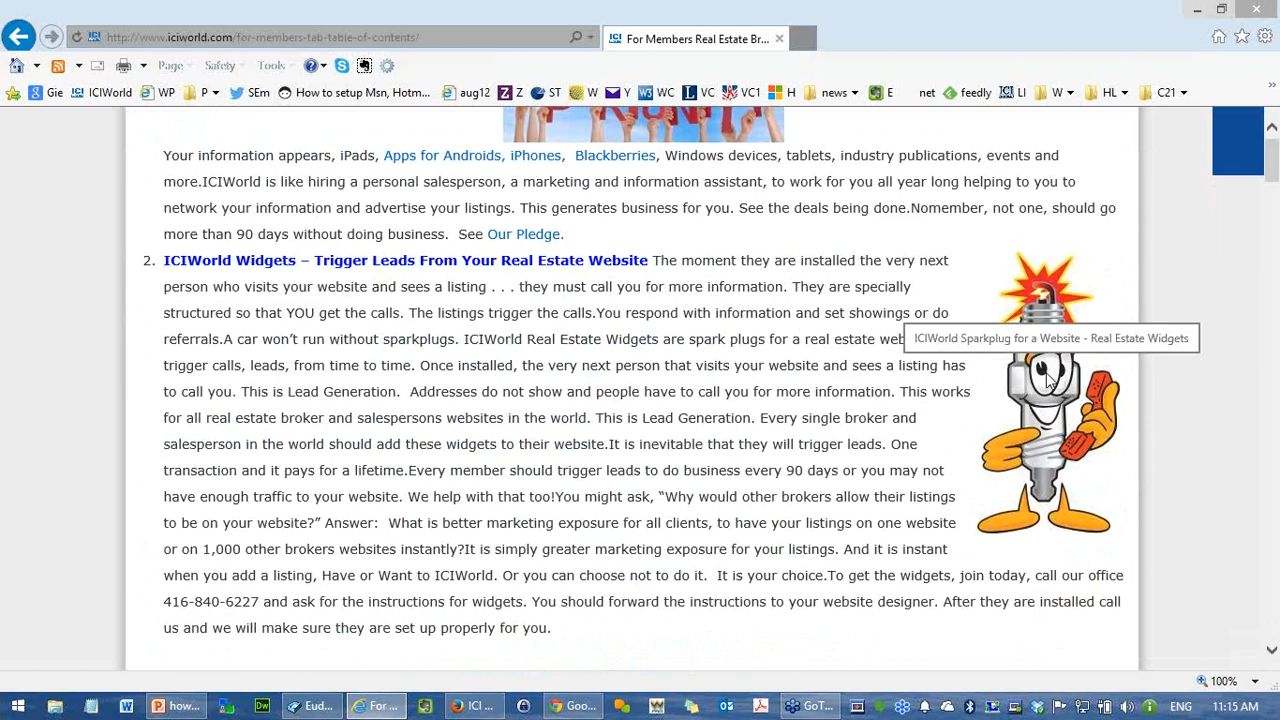 http://www.iciworld.com/for-members-tab-table-of-contents/
For Members Real Estate Br...
Page Safety Tools
Gie ICIWorld WP P SEm How to setup Msn, Hotm... aug12 Z ST W Y WC VC VC1 H news E net feedly LI W HL C21
Your information appears, iPads, Apps for Androids, iPhones, Blackberries, Windows devices, tablets, industry publications, events and
more.ICIWorld is like hiring a personal salesperson, a marketing and information assistant, to work for you all year long helping to you to
network your information and advertise your listings. This generates business for you. See the deals being done.Nomember, not one, should go
more than 90 days without doing business. See Our Pledge.
2. ICIWorld Widgets – Trigger Leads From Your Real Estate Website The moment they are installed the very next
person who visits your website and sees a listing . . . they must call you for more information. They are specially
structured so that YOU get the calls. The listings trigger the calls.You respond with information and set showings or do
referrals.A car won't run without sparkplugs. ICIWorld Real Estate Widgets are spark plugs for a real estate
ICIWorld Sparkplug for a Website - Real Estate Widgets
trigger calls, leads, from time to time. Once installed, the very next person that visits your website and sees a listing has
to call you. This is Lead Generation. Addresses do not show and people have to call you for more information. This works
for all real estate broker and salespersons websites in the world. This is Lead Generation. Every single broker and
salesperson in the world should add these widgets to their website.It is inevitable that they will trigger leads. One
transaction and it pays for a lifetime.Every member should trigger leads to do business every 90 days or you may not
have enough traffic to your website. We help with that too!You might ask, “Why would other brokers allow their listings
to be on your website?” Answer: What is better marketing exposure for all clients, to have your listings on one website
or on 1,000 other brokers websites instantly?It is simply greater marketing exposure for your listings. And it is instant
when you add a listing, Have or Want to ICIWorld. Or you can choose not to do it. It is your choice.To get the widgets, join today, call our office
416-840-6227 and ask for the instructions for widgets. You should forward the instructions to your website designer. After they are installed call
us and we will make sure they are set up properly for you.
100%
how... Eud... For ... ICI ... Goo... GoT... ENG 11:15 AM